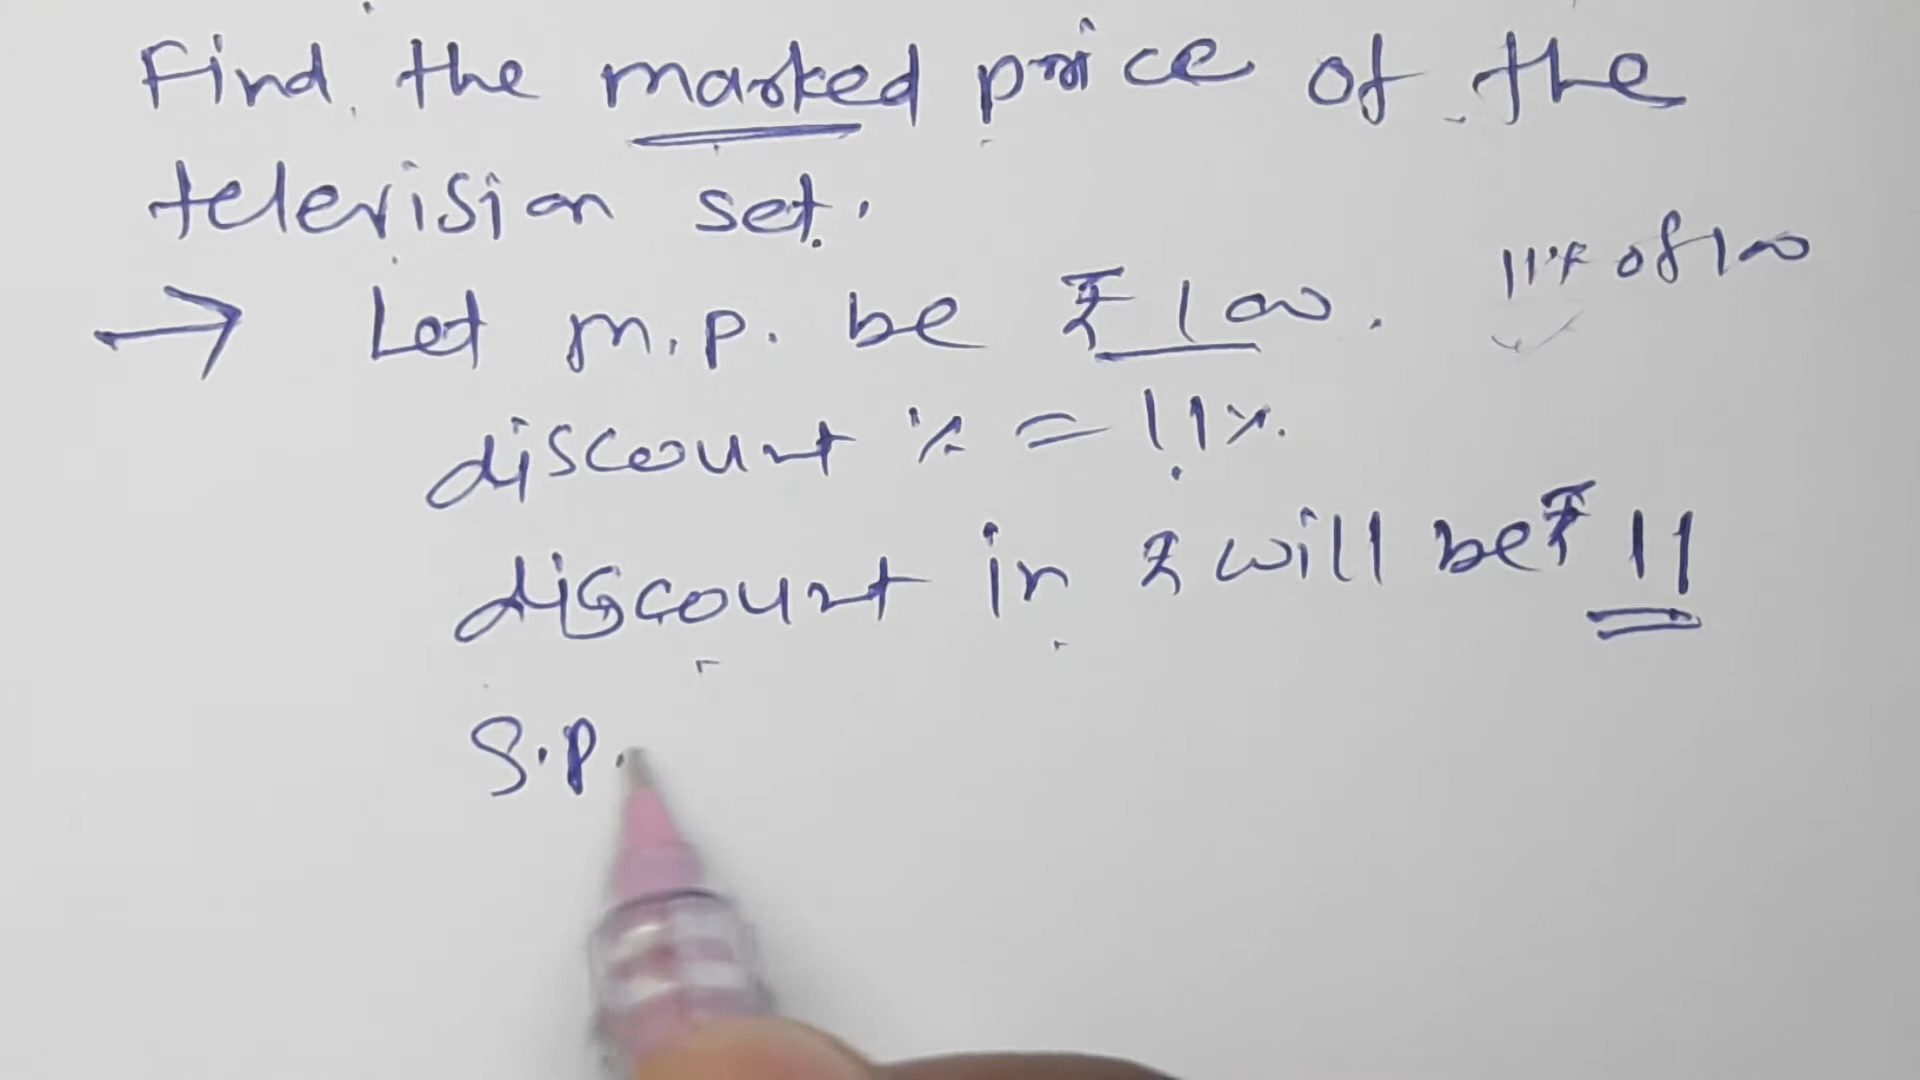 Find the marked price of the
television set.
11% of 100
→ Let m.p. be ₹ 100.
discount % = 11%.
discount in ₹ will be ₹ 11
S.P.